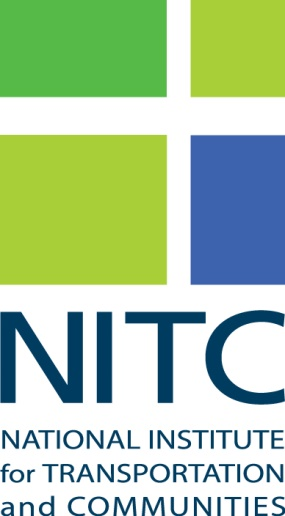 NITC
NATIONAL INSTITUTE
for TRANSPORTATION
and COMMUNITIES